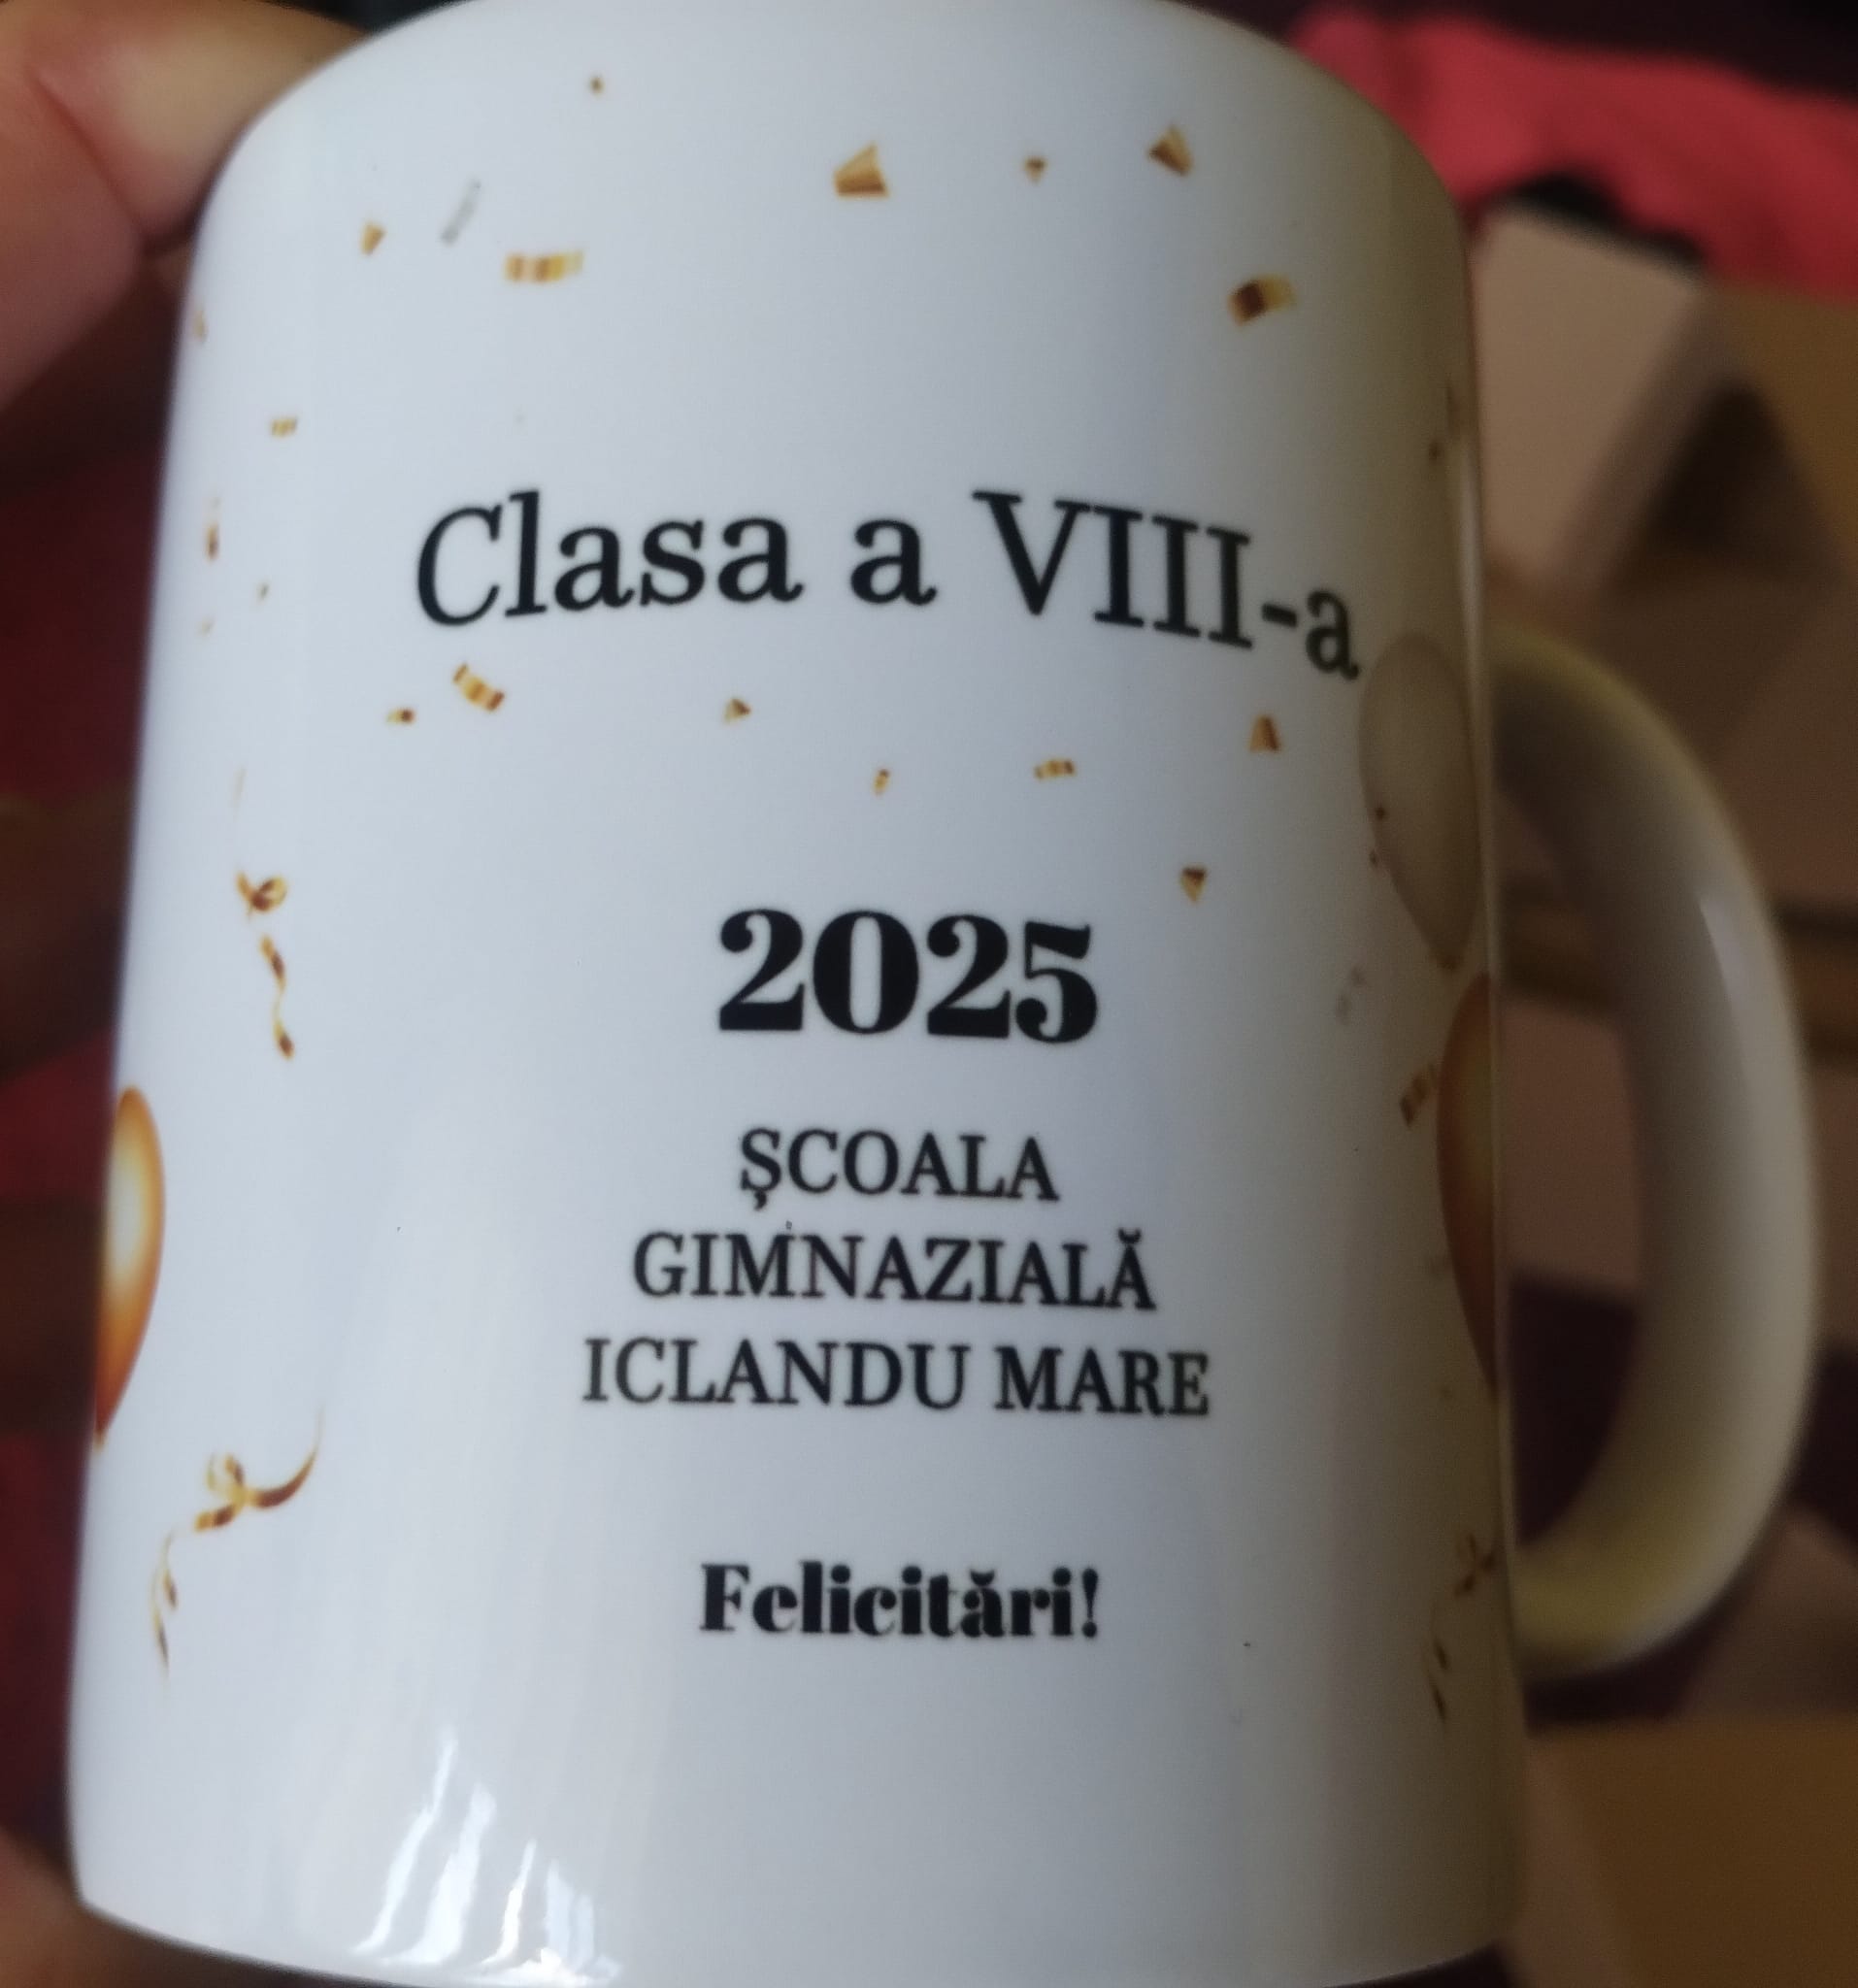 Clasa a VIII-a
2025
ŞCOALA
GIMNAZIALĂ
ICLANDU MARE
Felicitări!